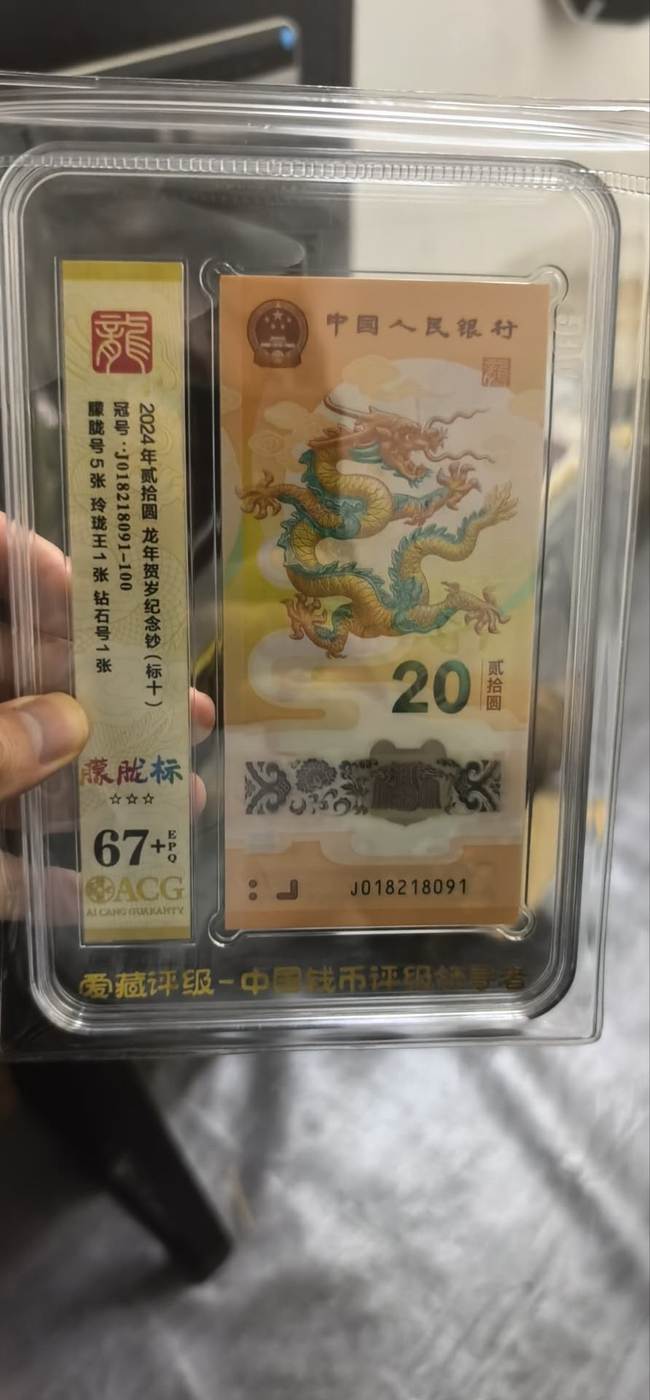 龍
2024年贰拾圆 龙年贺岁纪念钞（标十）
冠号：J018218091-100
朦胧号5张 玲珑王1张 钻石号1张
朦胧标
☆☆☆
67+EPQ
ACG
AI CANG GUARANTY
中国人民银行
龍
20
贰拾圆
J018218091
爱藏评级-中国钱币评级领导者